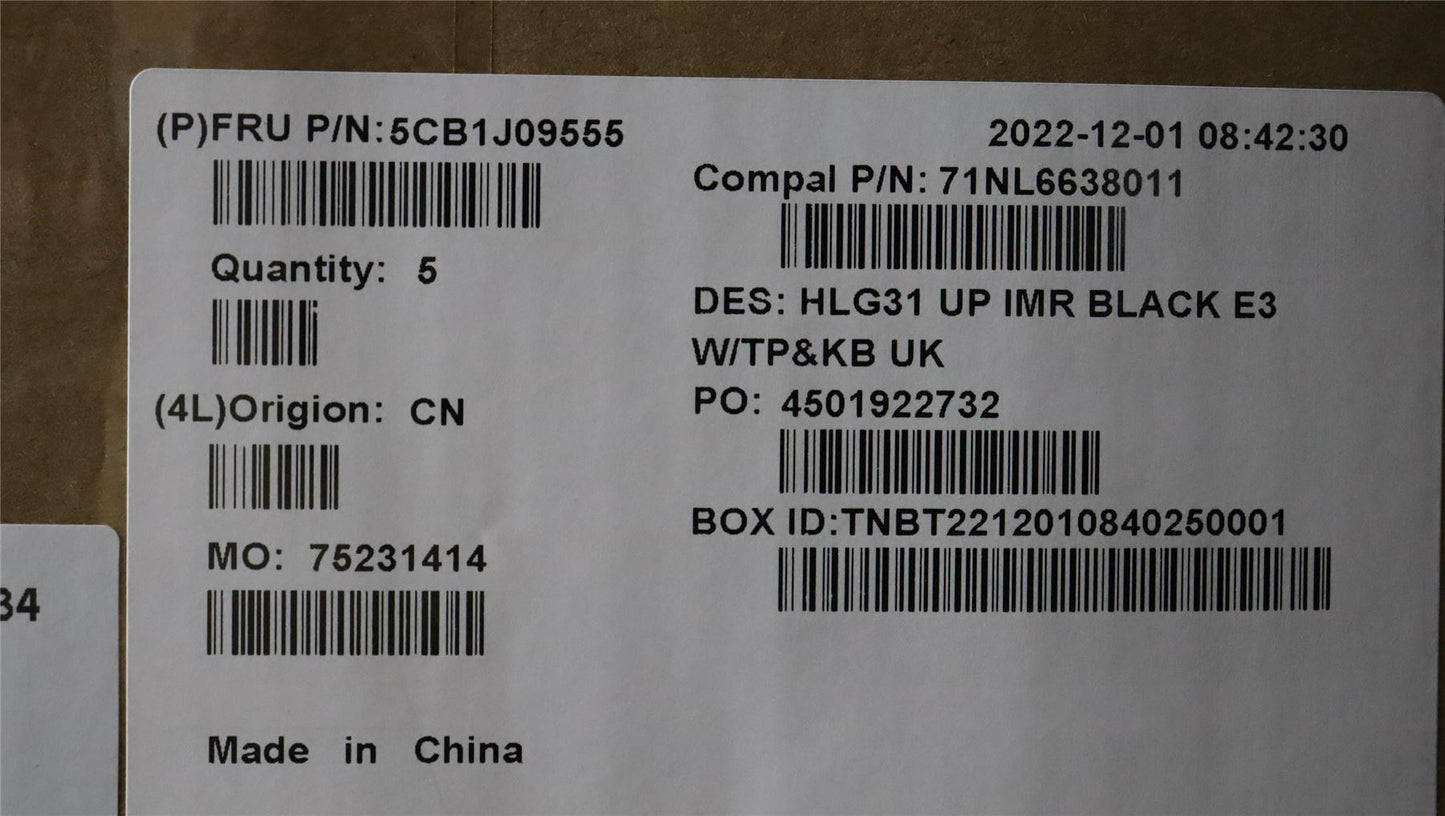 (P)FRU P/N:5CB1J09555
2022-12-01 08:42:30
Compal P/N: 71NL6638011
Quantity: 5
DES: HLG31 UP IMR BLACK E3
W/TP&KB UK
(4L)Origion: CN
PO: 4501922732
BOX ID:TNBT2212010840250001
MO: 75231414
Made in China
34